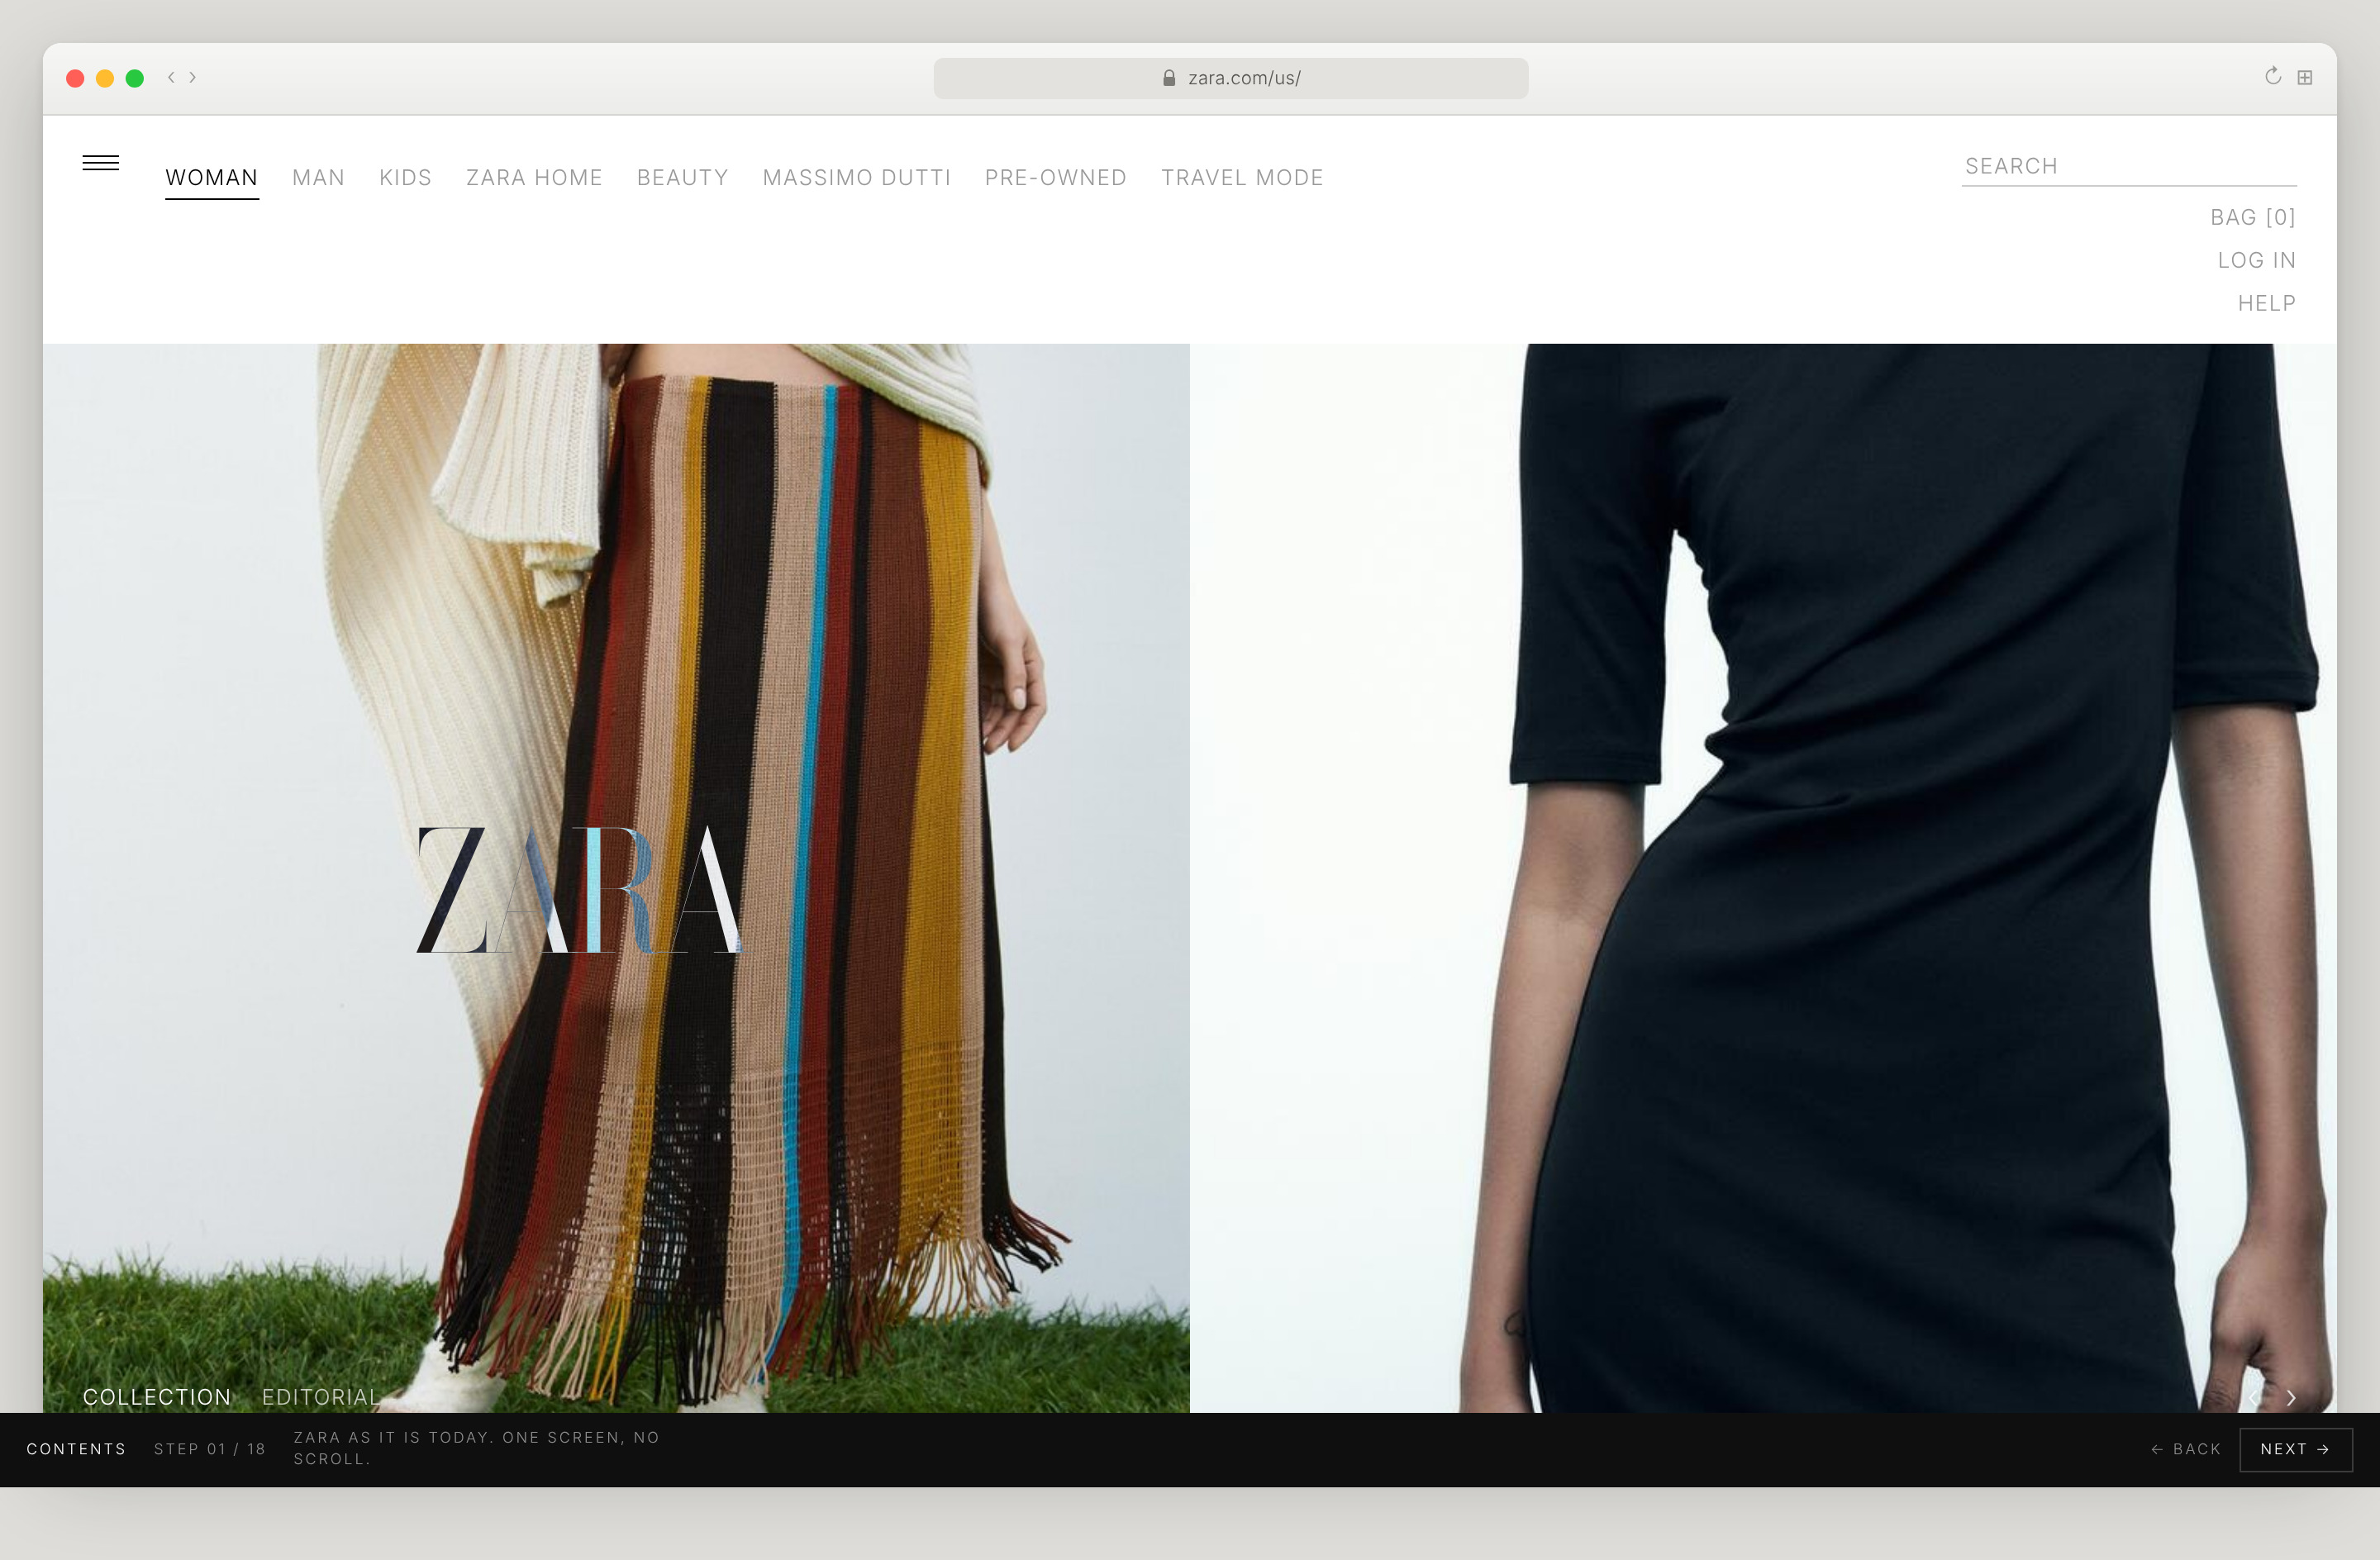 zara.com/us/
WOMAN MAN KIDS ZARA HOME BEAUTY MASSIMO DUTTI PRE-OWNED TRAVEL MODE
SEARCH
BAG [0]
LOG IN
HELP
ZARA
COLLECTION EDITORIAL
CONTENTS STEP 01 / 18 ZARA AS IT IS TODAY. ONE SCREEN, NO
SCROLL.
← BACK NEXT →